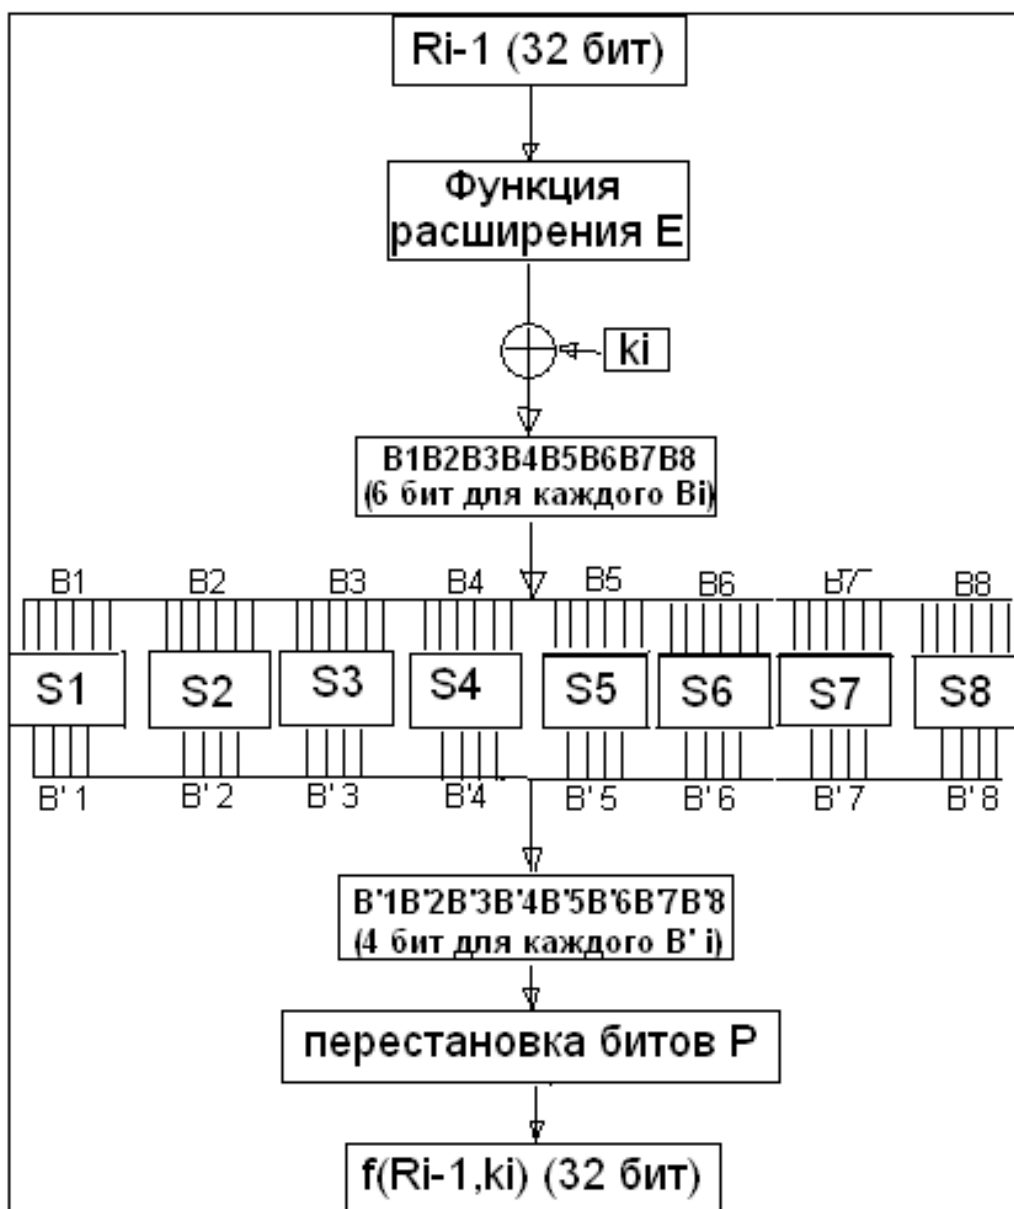 Ri-1 (32 бит)
Функция
расширения E
ki
B1B2B3B4B5B6B7B8
(6 бит для каждого Bi)
B1 B2 B3 B4 B5 B6 B7 B8
S1 S2 S3 S4 S5 S6 S7 S8
B'1 B'2 B'3 B'4 B'5 B'6 B'7 B'8
B'1B'2B'3B'4B'5B'6B'7B'8
(4 бит для каждого B' i)
перестановка битов P
f(Ri-1,ki) (32 бит)